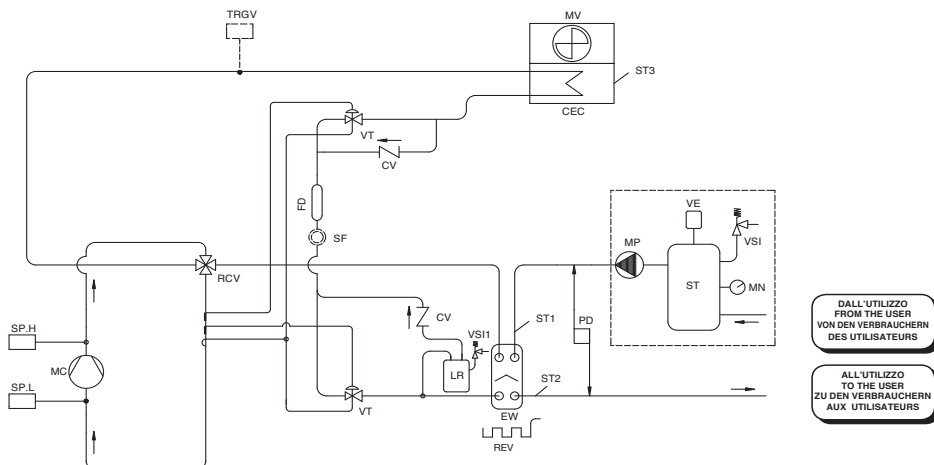 TRGV
MV
ST3
CEC
VT
CV
FD
SF
VE
VSI
MP
ST
MN
RCV
SP.H
CV
ST1
PD
VSI1
MC
LR
ST2
SP.L
VT
EW
REV
DALL'UTILIZZO
FROM THE USER
VON DEN VERBRAUCHERN
DES UTILISATEURS
ALL'UTILIZZO
TO THE USER
ZU DEN VERBRAUCHERN
AUX UTILISATEURS